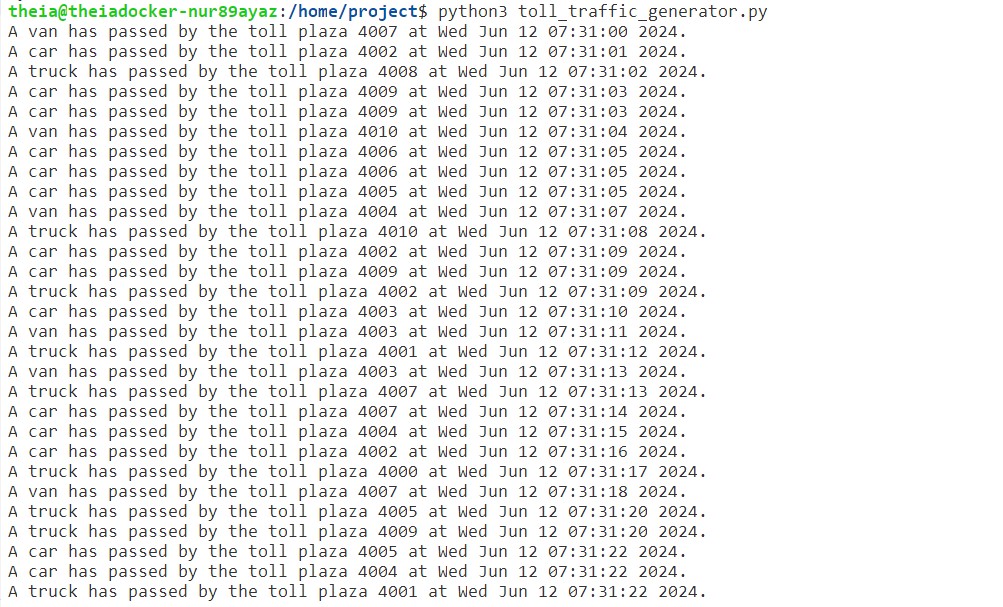 theia@theiadocker-nur89ayaz:/home/project$ python3 toll_traffic_generator.py
A van has passed by the toll plaza 4007 at Wed Jun 12 07:31:00 2024.
A car has passed by the toll plaza 4002 at Wed Jun 12 07:31:01 2024.
A truck has passed by the toll plaza 4008 at Wed Jun 12 07:31:02 2024.
A car has passed by the toll plaza 4009 at Wed Jun 12 07:31:03 2024.
A car has passed by the toll plaza 4009 at Wed Jun 12 07:31:03 2024.
A van has passed by the toll plaza 4010 at Wed Jun 12 07:31:04 2024.
A car has passed by the toll plaza 4006 at Wed Jun 12 07:31:05 2024.
A car has passed by the toll plaza 4006 at Wed Jun 12 07:31:05 2024.
A car has passed by the toll plaza 4005 at Wed Jun 12 07:31:05 2024.
A van has passed by the toll plaza 4004 at Wed Jun 12 07:31:07 2024.
A truck has passed by the toll plaza 4010 at Wed Jun 12 07:31:08 2024.
A car has passed by the toll plaza 4002 at Wed Jun 12 07:31:09 2024.
A car has passed by the toll plaza 4009 at Wed Jun 12 07:31:09 2024.
A truck has passed by the toll plaza 4002 at Wed Jun 12 07:31:09 2024.
A car has passed by the toll plaza 4003 at Wed Jun 12 07:31:10 2024.
A van has passed by the toll plaza 4003 at Wed Jun 12 07:31:11 2024.
A truck has passed by the toll plaza 4001 at Wed Jun 12 07:31:12 2024.
A van has passed by the toll plaza 4003 at Wed Jun 12 07:31:13 2024.
A truck has passed by the toll plaza 4007 at Wed Jun 12 07:31:13 2024.
A car has passed by the toll plaza 4007 at Wed Jun 12 07:31:14 2024.
A car has passed by the toll plaza 4004 at Wed Jun 12 07:31:15 2024.
A car has passed by the toll plaza 4002 at Wed Jun 12 07:31:16 2024.
A truck has passed by the toll plaza 4000 at Wed Jun 12 07:31:17 2024.
A van has passed by the toll plaza 4007 at Wed Jun 12 07:31:18 2024.
A truck has passed by the toll plaza 4005 at Wed Jun 12 07:31:20 2024.
A truck has passed by the toll plaza 4009 at Wed Jun 12 07:31:20 2024.
A car has passed by the toll plaza 4005 at Wed Jun 12 07:31:22 2024.
A car has passed by the toll plaza 4004 at Wed Jun 12 07:31:22 2024.
A truck has passed by the toll plaza 4001 at Wed Jun 12 07:31:22 2024.